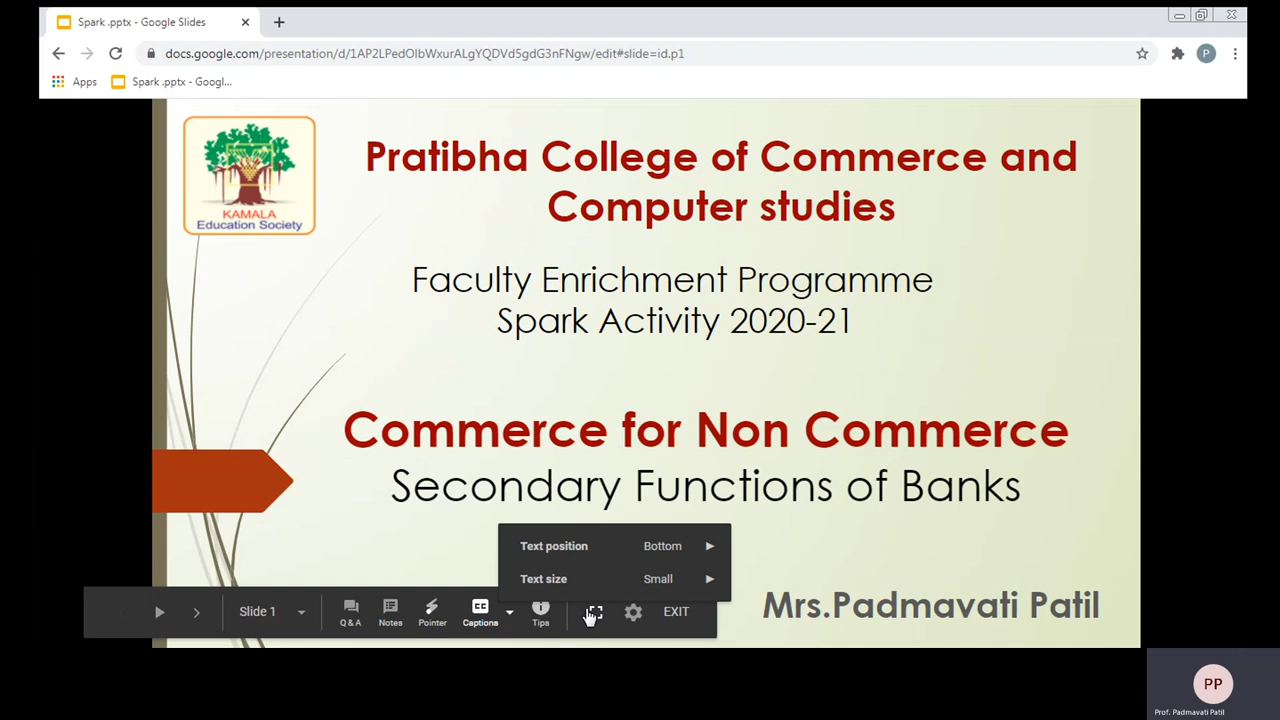 Spark .pptx - Google Slides
docs.google.com/presentation/d/1AP2LPedOlbWxurALgYQDVd5gdG3nFNgw/edit#slide=id.p1
P
Apps
Spark .pptx - Googl...
KAMALA
Education Society
Pratibha College of Commerce and
Computer studies
Faculty Enrichment Programme
Spark Activity 2020-21
Commerce for Non Commerce
Secondary Functions of Banks
Text position Bottom
Text size Small
Slide 1
Q & A
Notes
Pointer
CC
Captions
Tips
EXIT
Mrs.Padmavati Patil
PP
Prof. Padmavati Patil